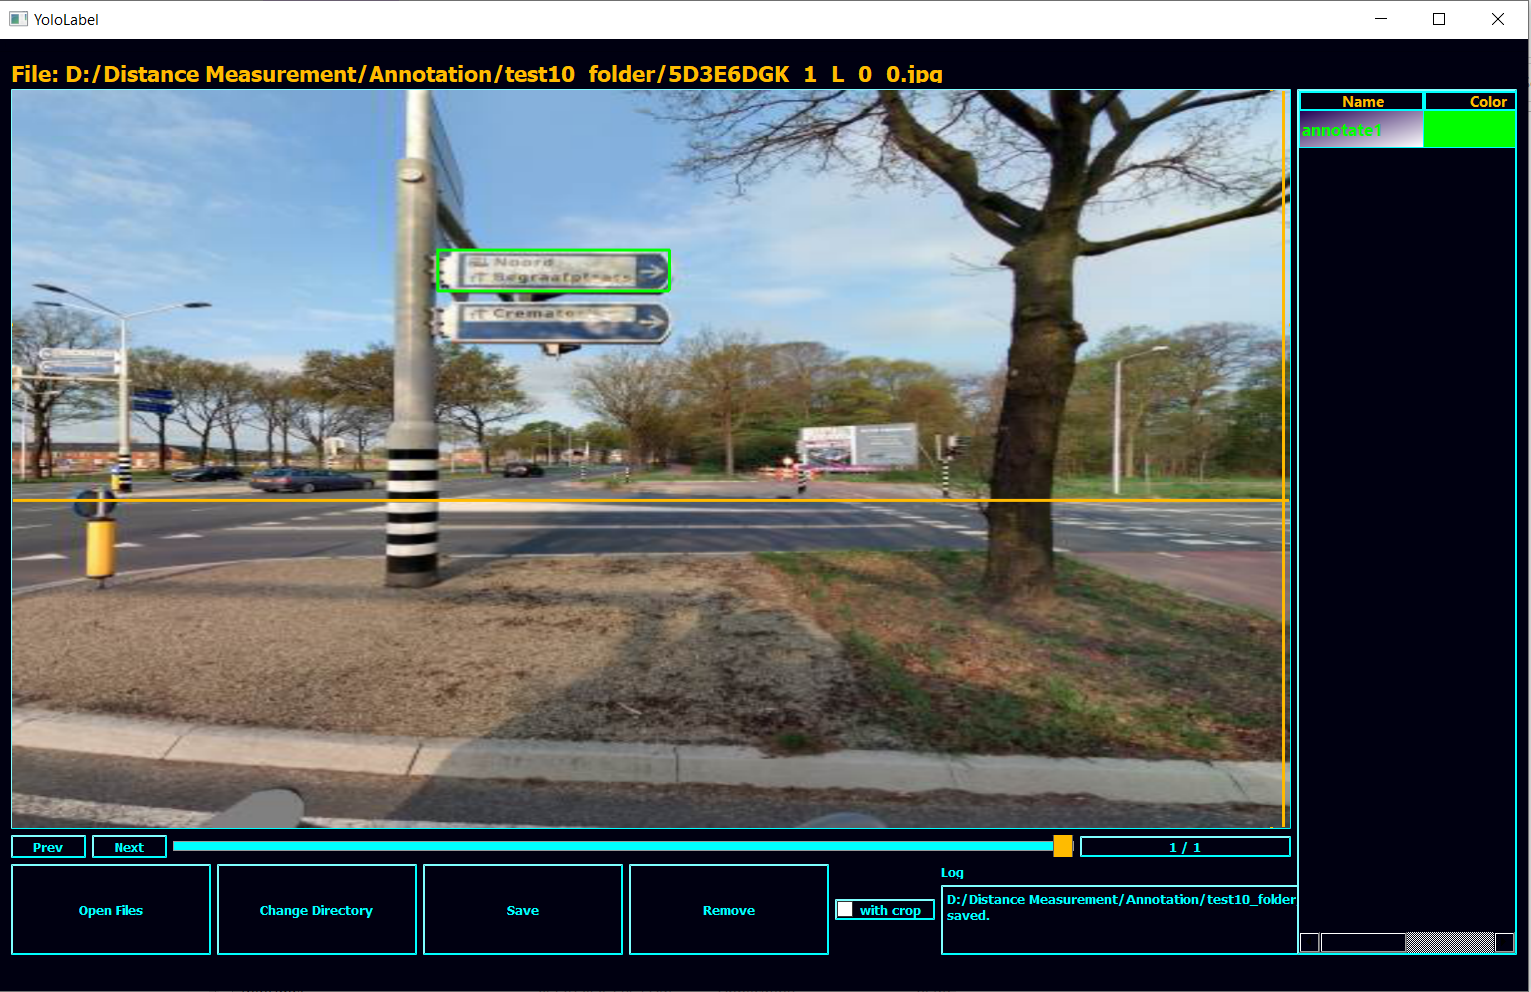 YoloLabel
File: D:/Distance Measurement/Annotation/test10_folder/5D3E6DGK_1_L_0_0.jpg
Name Color
annotate1
Noord
Begraafplaats
Prev
Next
1 / 1
Open Files
Change Directory
Save
Remove
with crop
Log
D:/Distance Measurement/Annotation/test10_folder
saved.